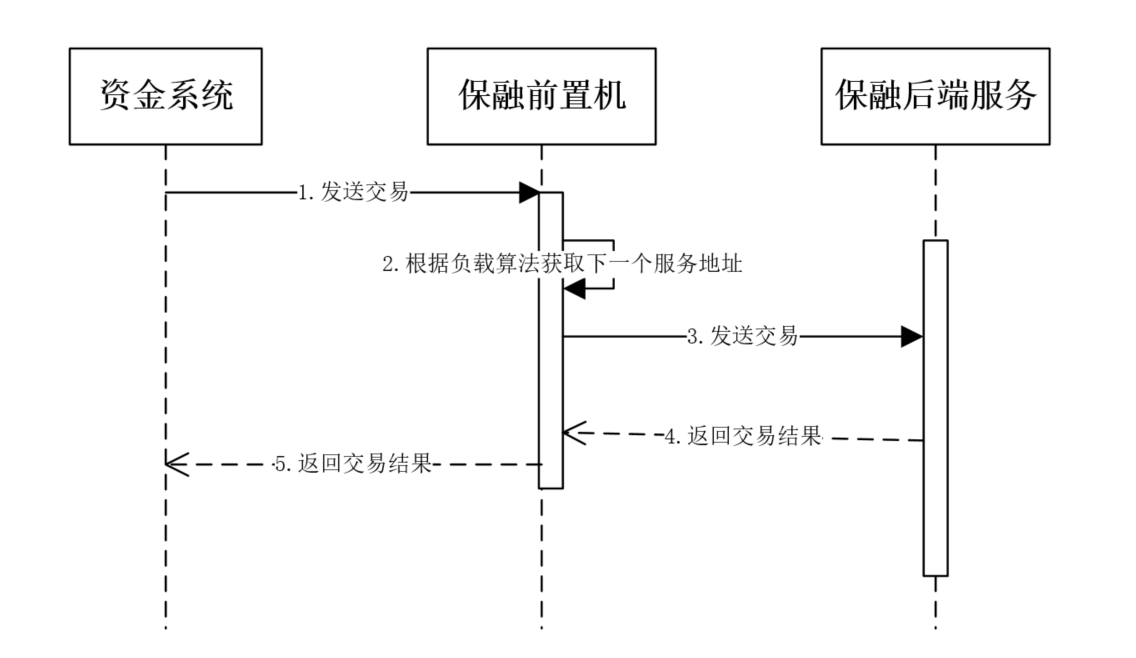 资金系统
保融前置机
保融后端服务
1.发送交易
2.根据负载算法获取下一个服务地址
3.发送交易
4.返回交易结果
5.返回交易结果